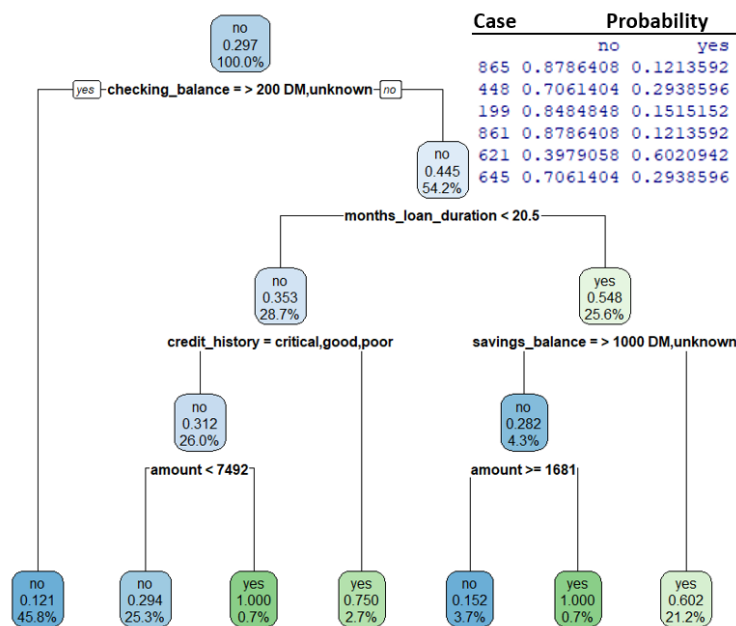 Case Probability
no yes
865 0.8786408 0.1213592
448 0.7061404 0.2938596
199 0.8484848 0.1515152
861 0.8786408 0.1213592
621 0.3979058 0.6020942
645 0.7061404 0.2938596
no
0.297
100.0%
yes checking_balance = > 200 DM,unknown no
no
0.445
54.2%
months_loan_duration < 20.5
no
0.353
28.7%
yes
0.548
25.6%
credit_history = critical,good,poor
savings_balance = > 1000 DM,unknown
no
0.312
26.0%
no
0.282
4.3%
amount < 7492
amount >= 1681
no
0.121
45.8%
no
0.294
25.3%
yes
1.000
0.7%
yes
0.750
2.7%
no
0.152
3.7%
yes
1.000
0.7%
yes
0.602
21.2%